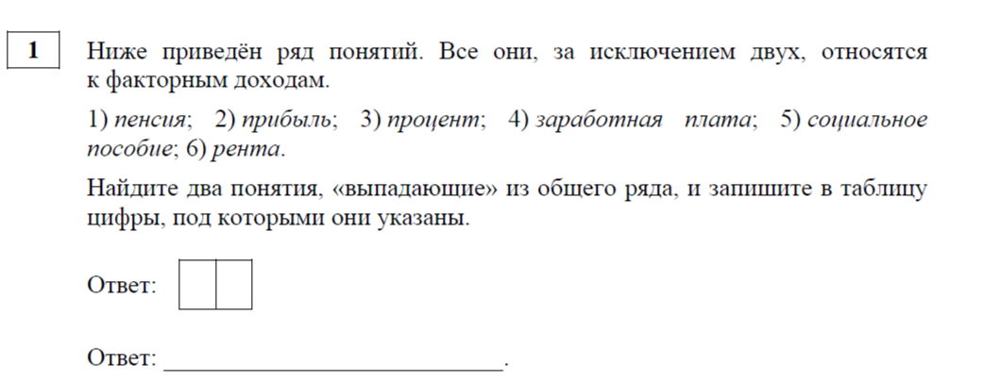 1
Ниже приведён ряд понятий. Все они, за исключением двух, относятся
к факторным доходам.
1) пенсия; 2) прибыль; 3) процент; 4) заработная плата; 5) социальное
пособие; 6) рента.
Найдите два понятия, «выпадающие» из общего ряда, и запишите в таблицу
цифры, под которыми они указаны.
Ответ:
Ответ: ___________________________.